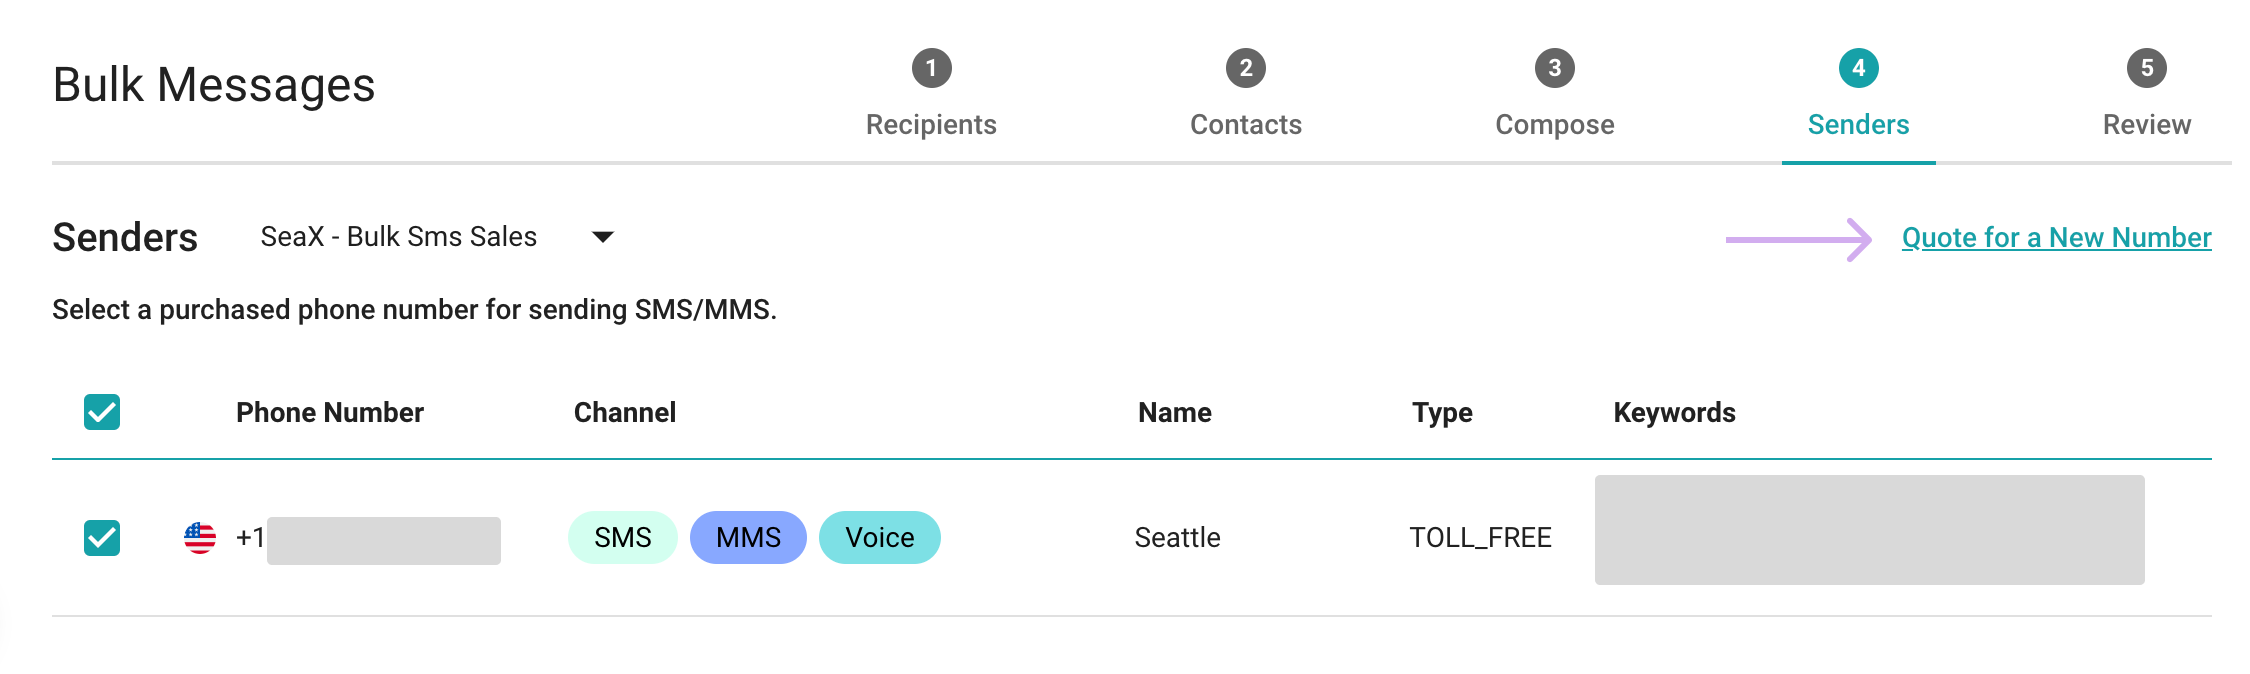 Bulk Messages
1
Recipients
2
Contacts
3
Compose
4
Senders
5
Review
Senders
SeaX - Bulk Sms Sales
Quote for a New Number
Select a purchased phone number for sending SMS/MMS.
Phone Number Channel Name Type Keywords
+1 SMS MMS Voice Seattle TOLL_FREE